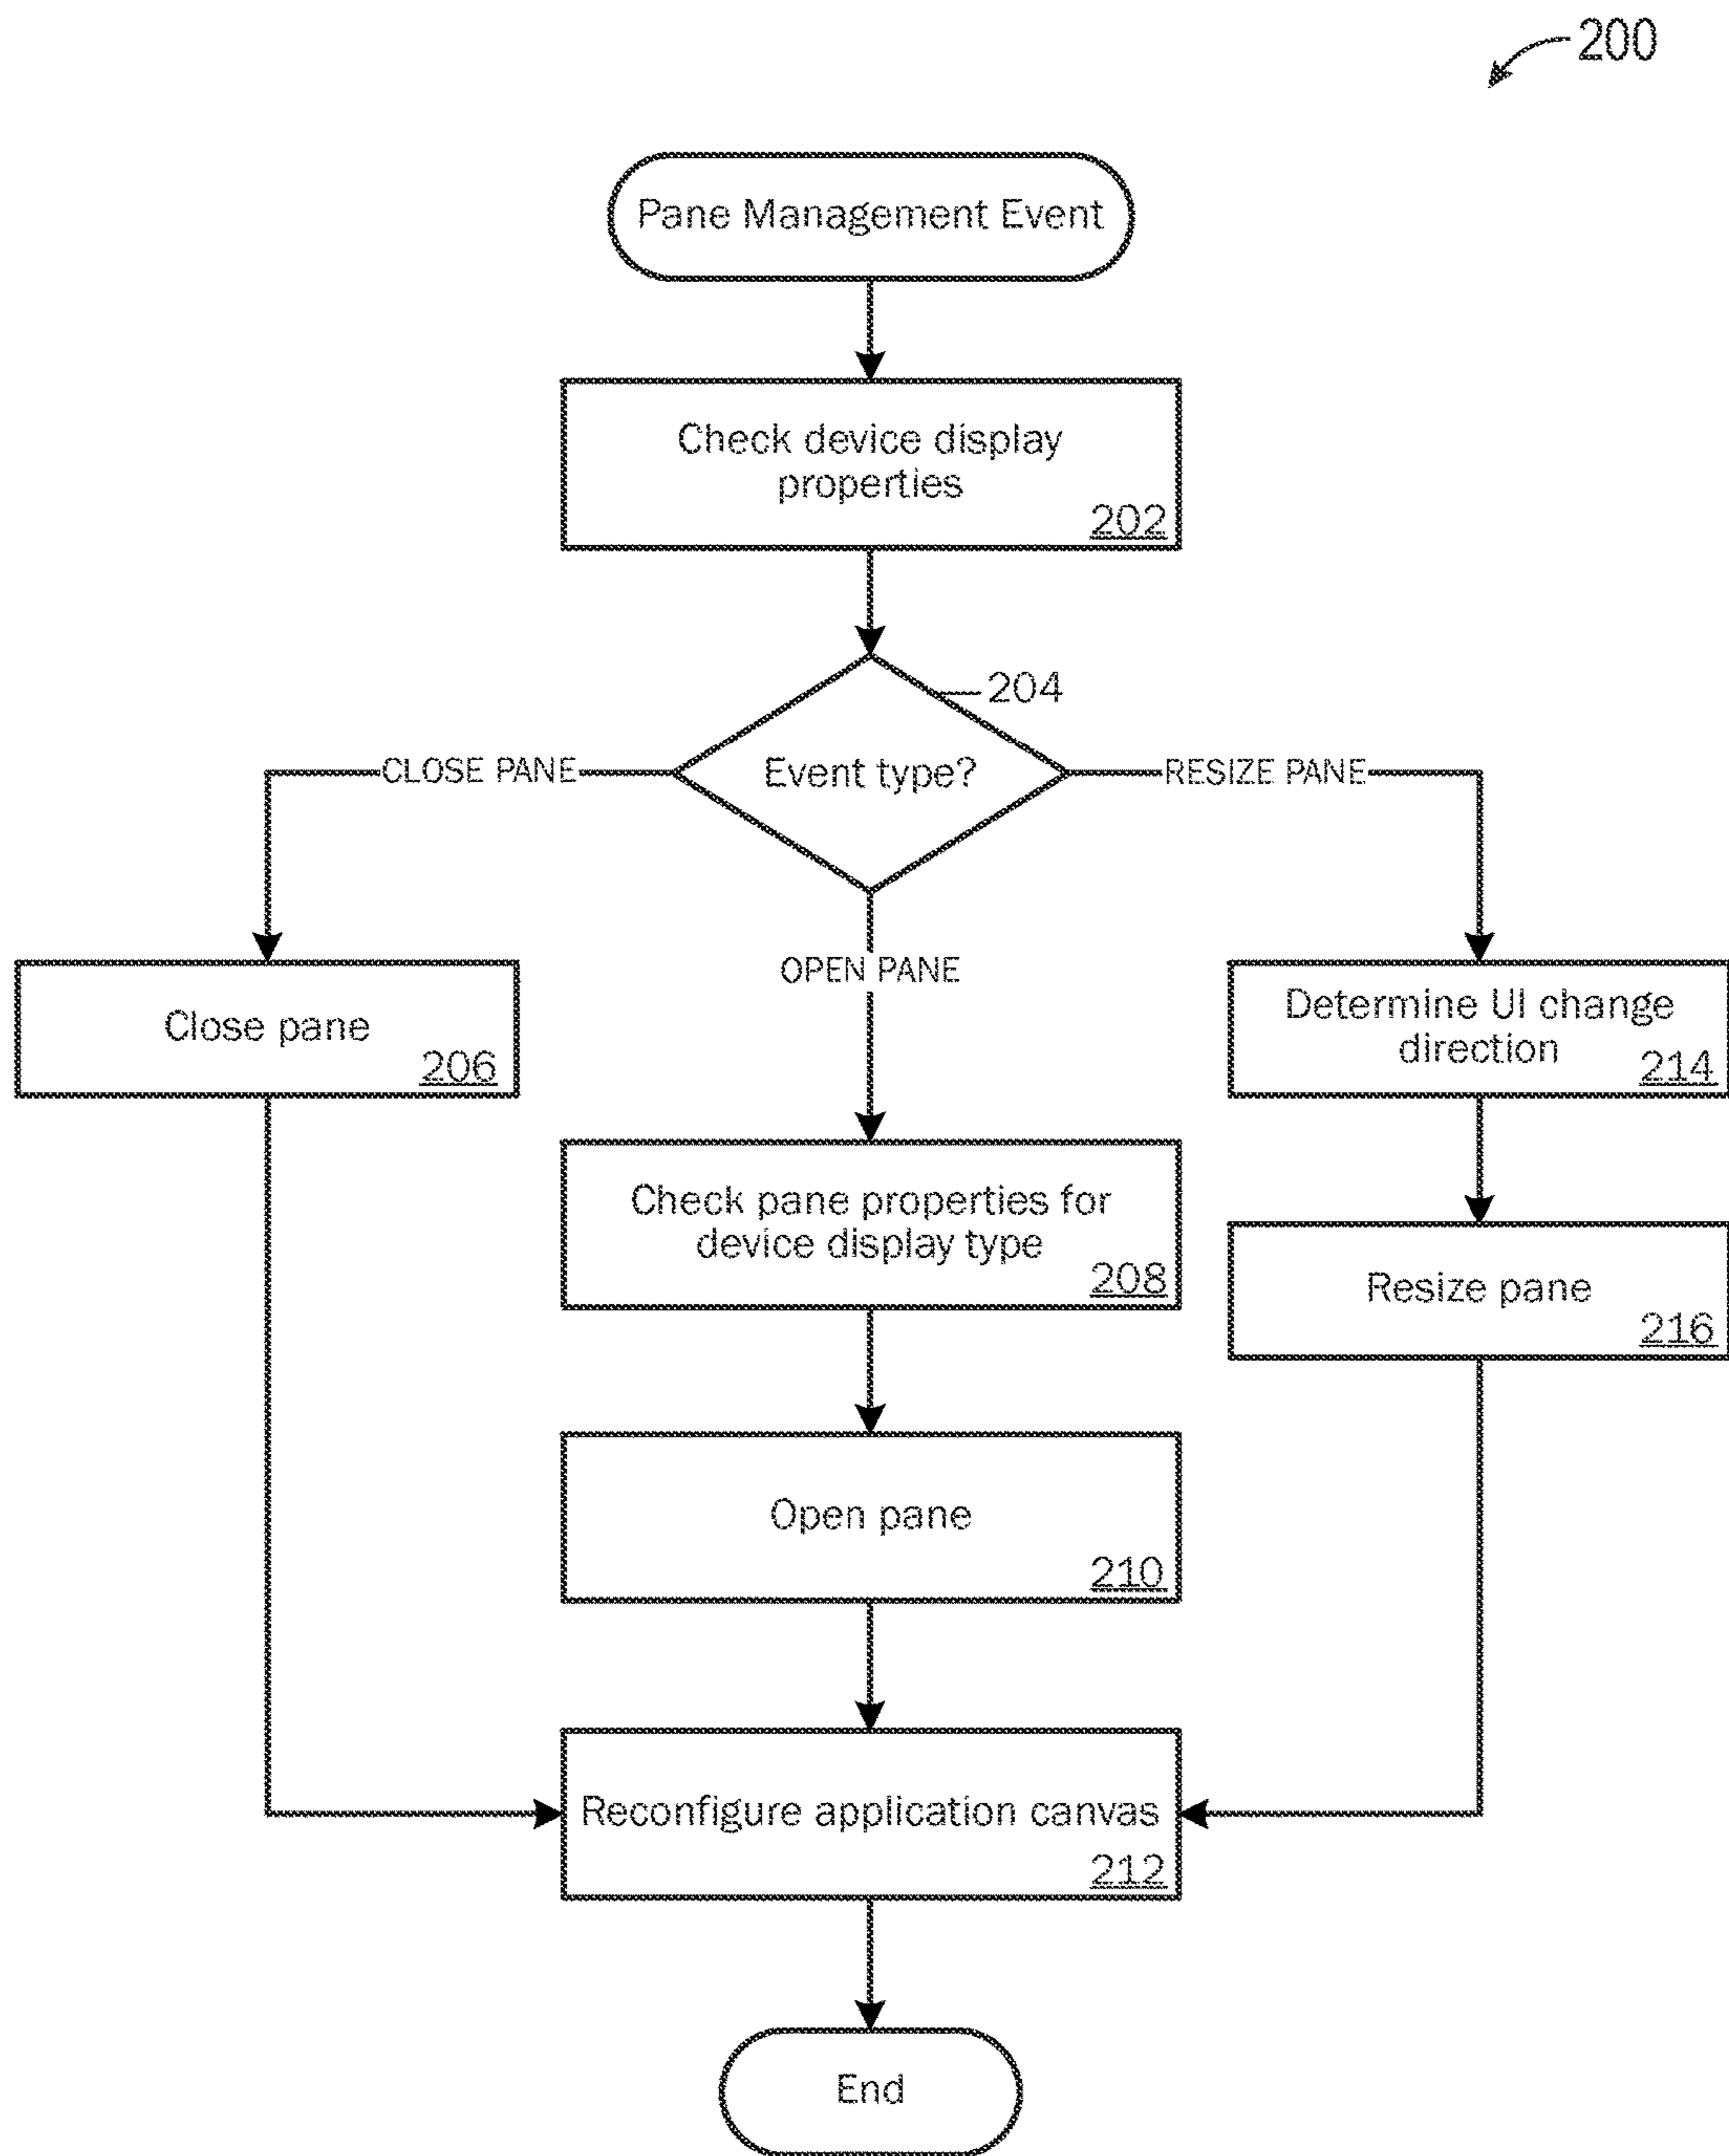 200
Pane Management Event
Check device display
properties
202
204
Event type?
CLOSE PANE
RESIZE PANE
OPEN PANE
Close pane
206
Determine UI change
direction
214
Check pane properties for
device display type
208
Resize pane
216
Open pane
210
Reconfigure application canvas
212
End